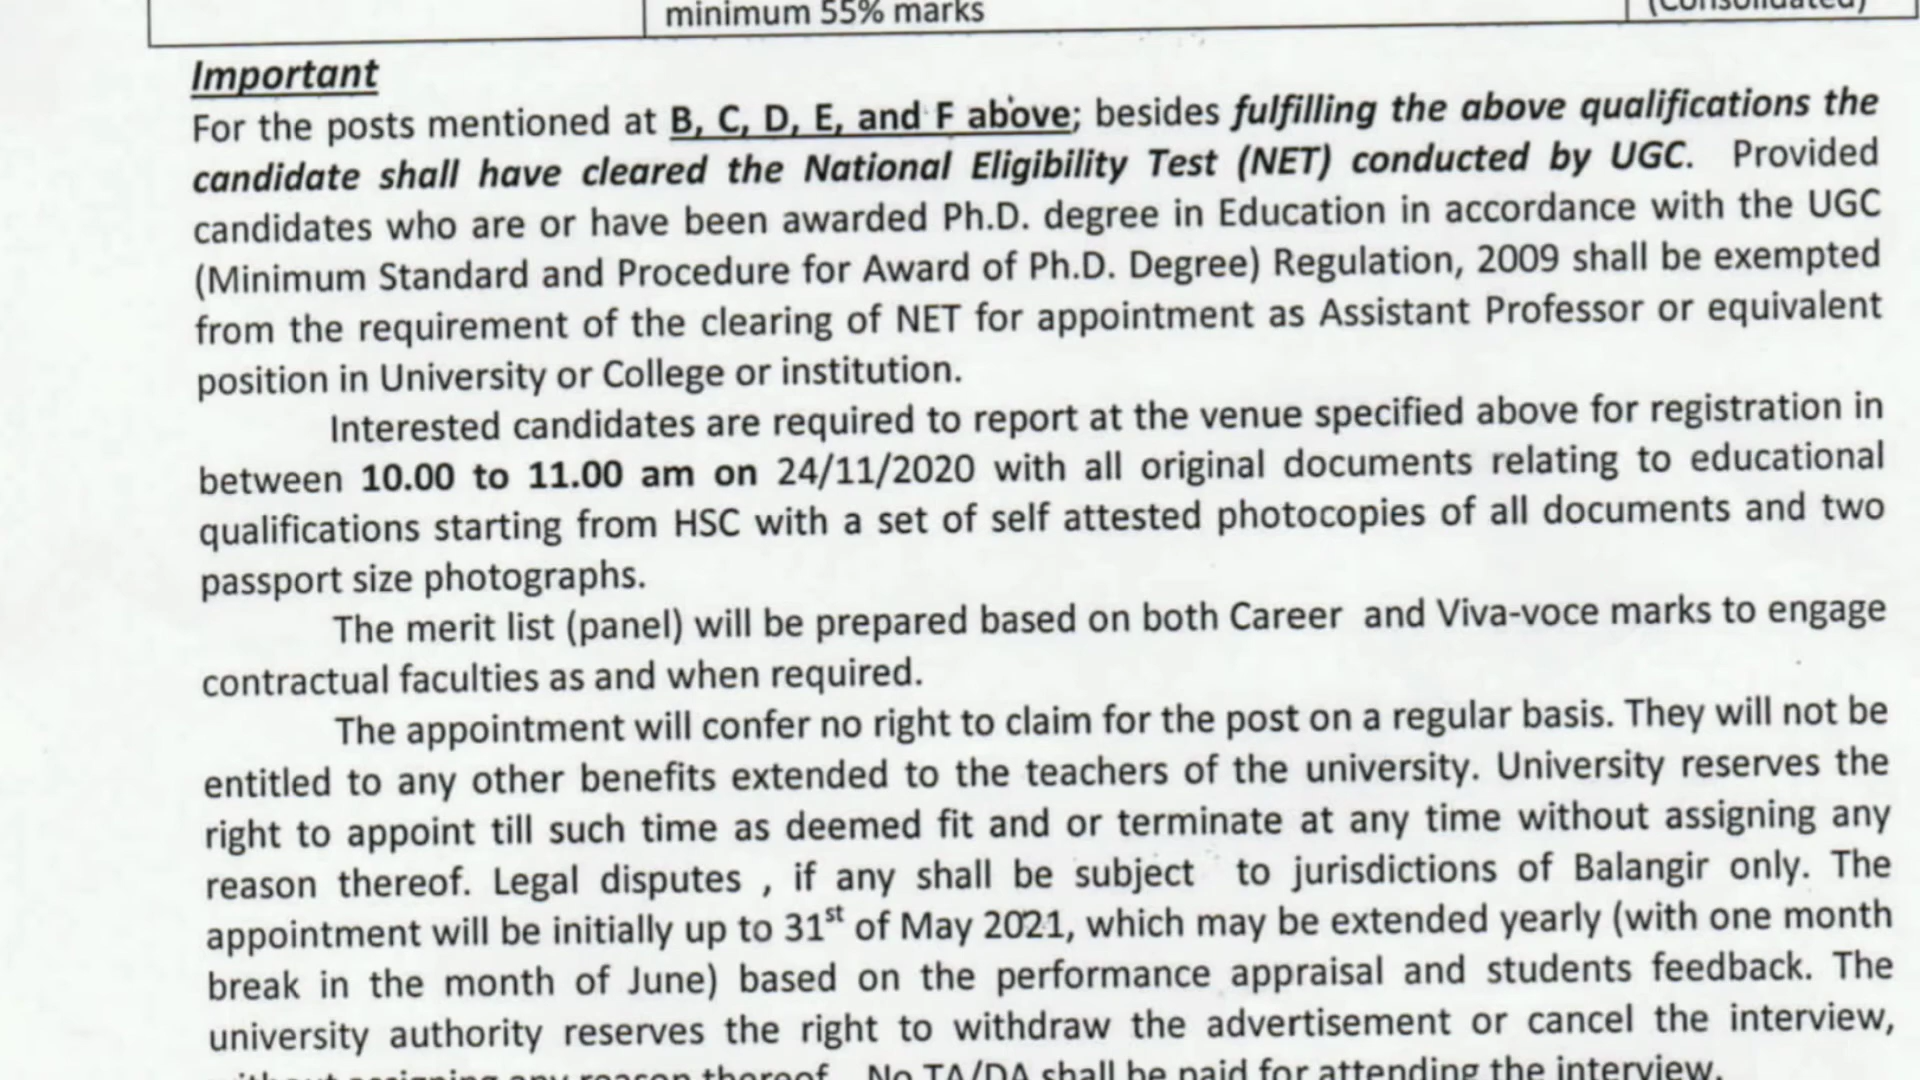 minimum 55% marks
(Consolidated)
Important
For the posts mentioned at B, C, D, E, and F above; besides fulfilling the above qualifications the
candidate shall have cleared the National Eligibility Test (NET) conducted by UGC. Provided
candidates who are or have been awarded Ph.D. degree in Education in accordance with the UGC
(Minimum Standard and Procedure for Award of Ph.D. Degree) Regulation, 2009 shall be exempted
from the requirement of the clearing of NET for appointment as Assistant Professor or equivalent
position in University or College or institution.
Interested candidates are required to report at the venue specified above for registration in
between 10.00 to 11.00 am on 24/11/2020 with all original documents relating to educational
qualifications starting from HSC with a set of self attested photocopies of all documents and two
passport size photographs.
The merit list (panel) will be prepared based on both Career and Viva-voce marks to engage
contractual faculties as and when required.
The appointment will confer no right to claim for the post on a regular basis. They will not be
entitled to any other benefits extended to the teachers of the university. University reserves the
right to appoint till such time as deemed fit and or terminate at any time without assigning any
reason thereof. Legal disputes , if any shall be subject to jurisdictions of Balangir only. The
appointment will be initially up to 31st of May 2021, which may be extended yearly (with one month
break in the month of June) based on the performance appraisal and students feedback. The
university authority reserves the right to withdraw the advertisement or cancel the interview,
without assigning any reason thereof. No TA/DA shall be paid for attending the interview.